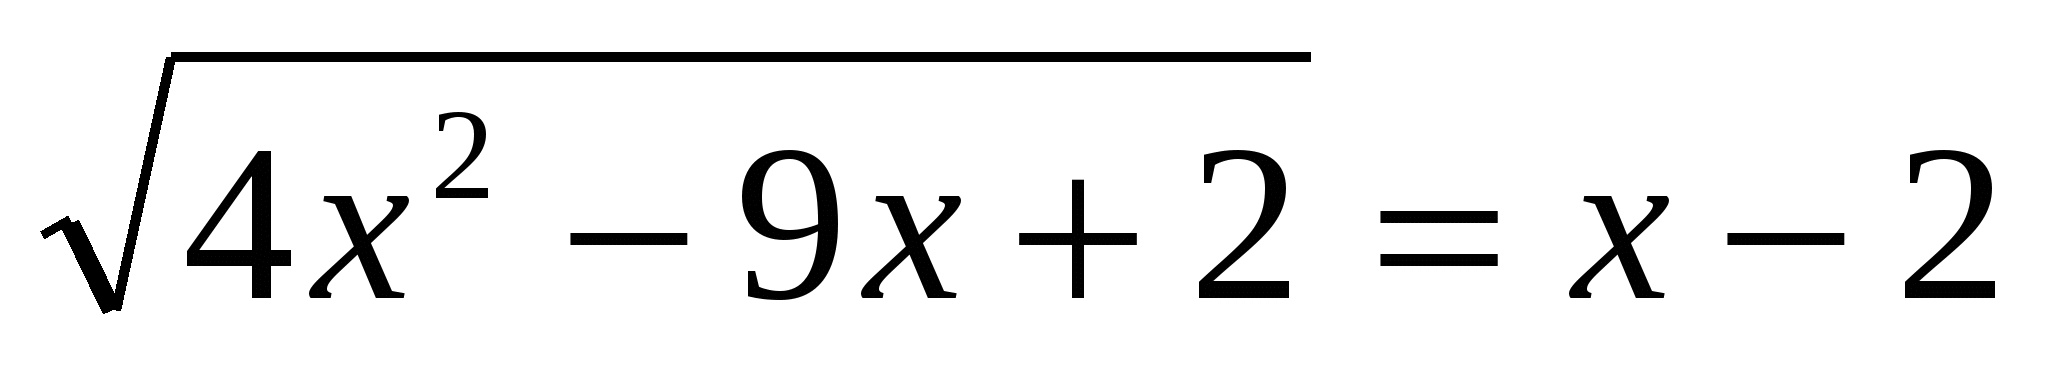 √(4x² − 9x + 2) = x − 2